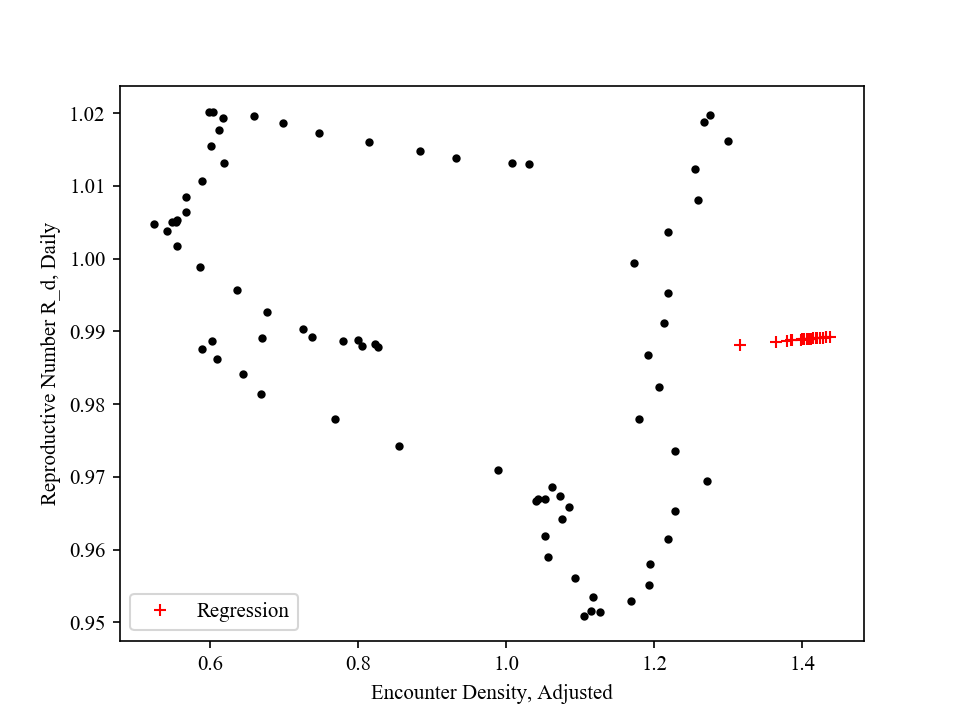 1.02
1.01
1.00
0.99
0.98
0.97
0.96
0.95
Reproductive Number R_d, Daily
Regression
0.6 0.8 1.0 1.2 1.4
Encounter Density, Adjusted